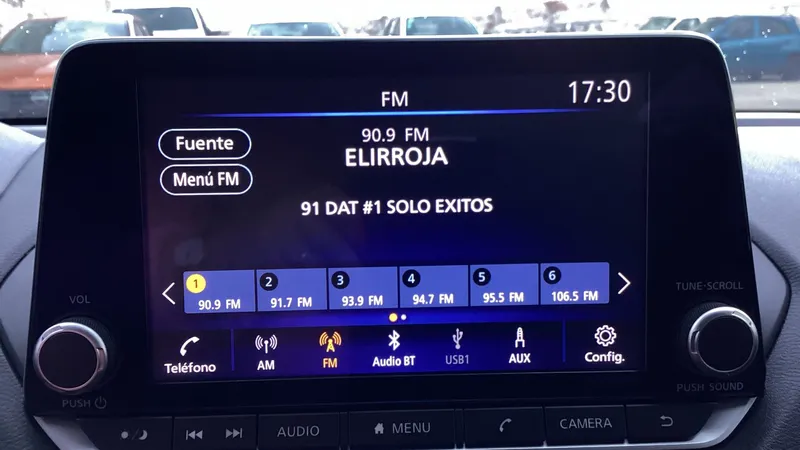 FM
17:30
Fuente
90.9 FM
ELIRROJA
Menú FM
91 DAT #1 SOLO EXITOS
1 2 3 4 5 6
90.9 FM 91.7 FM 93.9 FM 94.7 FM 95.5 FM 106.5 FM
Teléfono AM FM Audio BT USB1 AUX Config.
VOL
PUSH
TUNE·SCROLL
PUSH SOUND
AUDIO MENU CAMERA